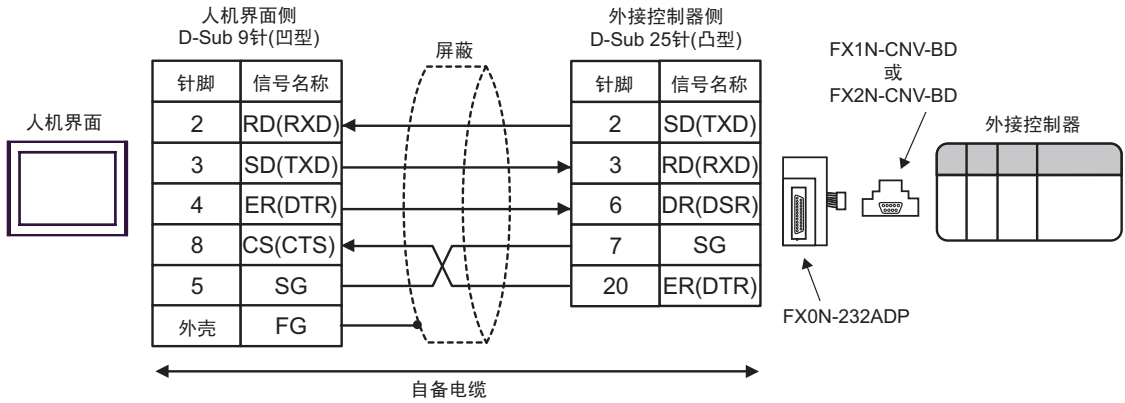 人机界面侧
D-Sub 9针(凹型)
屏蔽
外接控制器侧
D-Sub 25针(凸型)
FX1N-CNV-BD
或
FX2N-CNV-BD
人机界面
外接控制器
针脚 信号名称
2 RD(RXD)
3 SD(TXD)
4 ER(DTR)
8 CS(CTS)
5 SG
外壳 FG
针脚 信号名称
2 SD(TXD)
3 RD(RXD)
6 DR(DSR)
7 SG
20 ER(DTR)
FX0N-232ADP
自备电缆